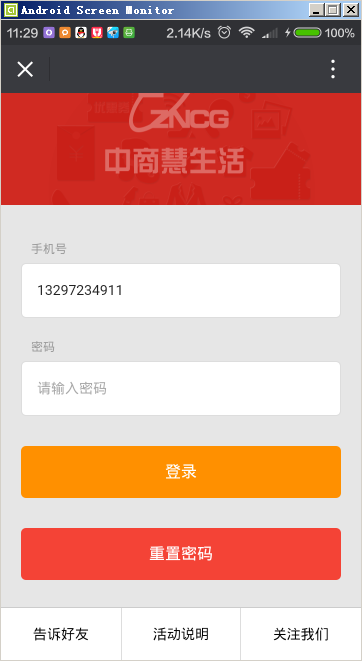 Android Screen Monitor
11:29 2.14K/s 100%
ZNCG
中商慧生活
手机号
13297234911
密码
请输入密码
登录
重置密码
告诉好友 活动说明 关注我们